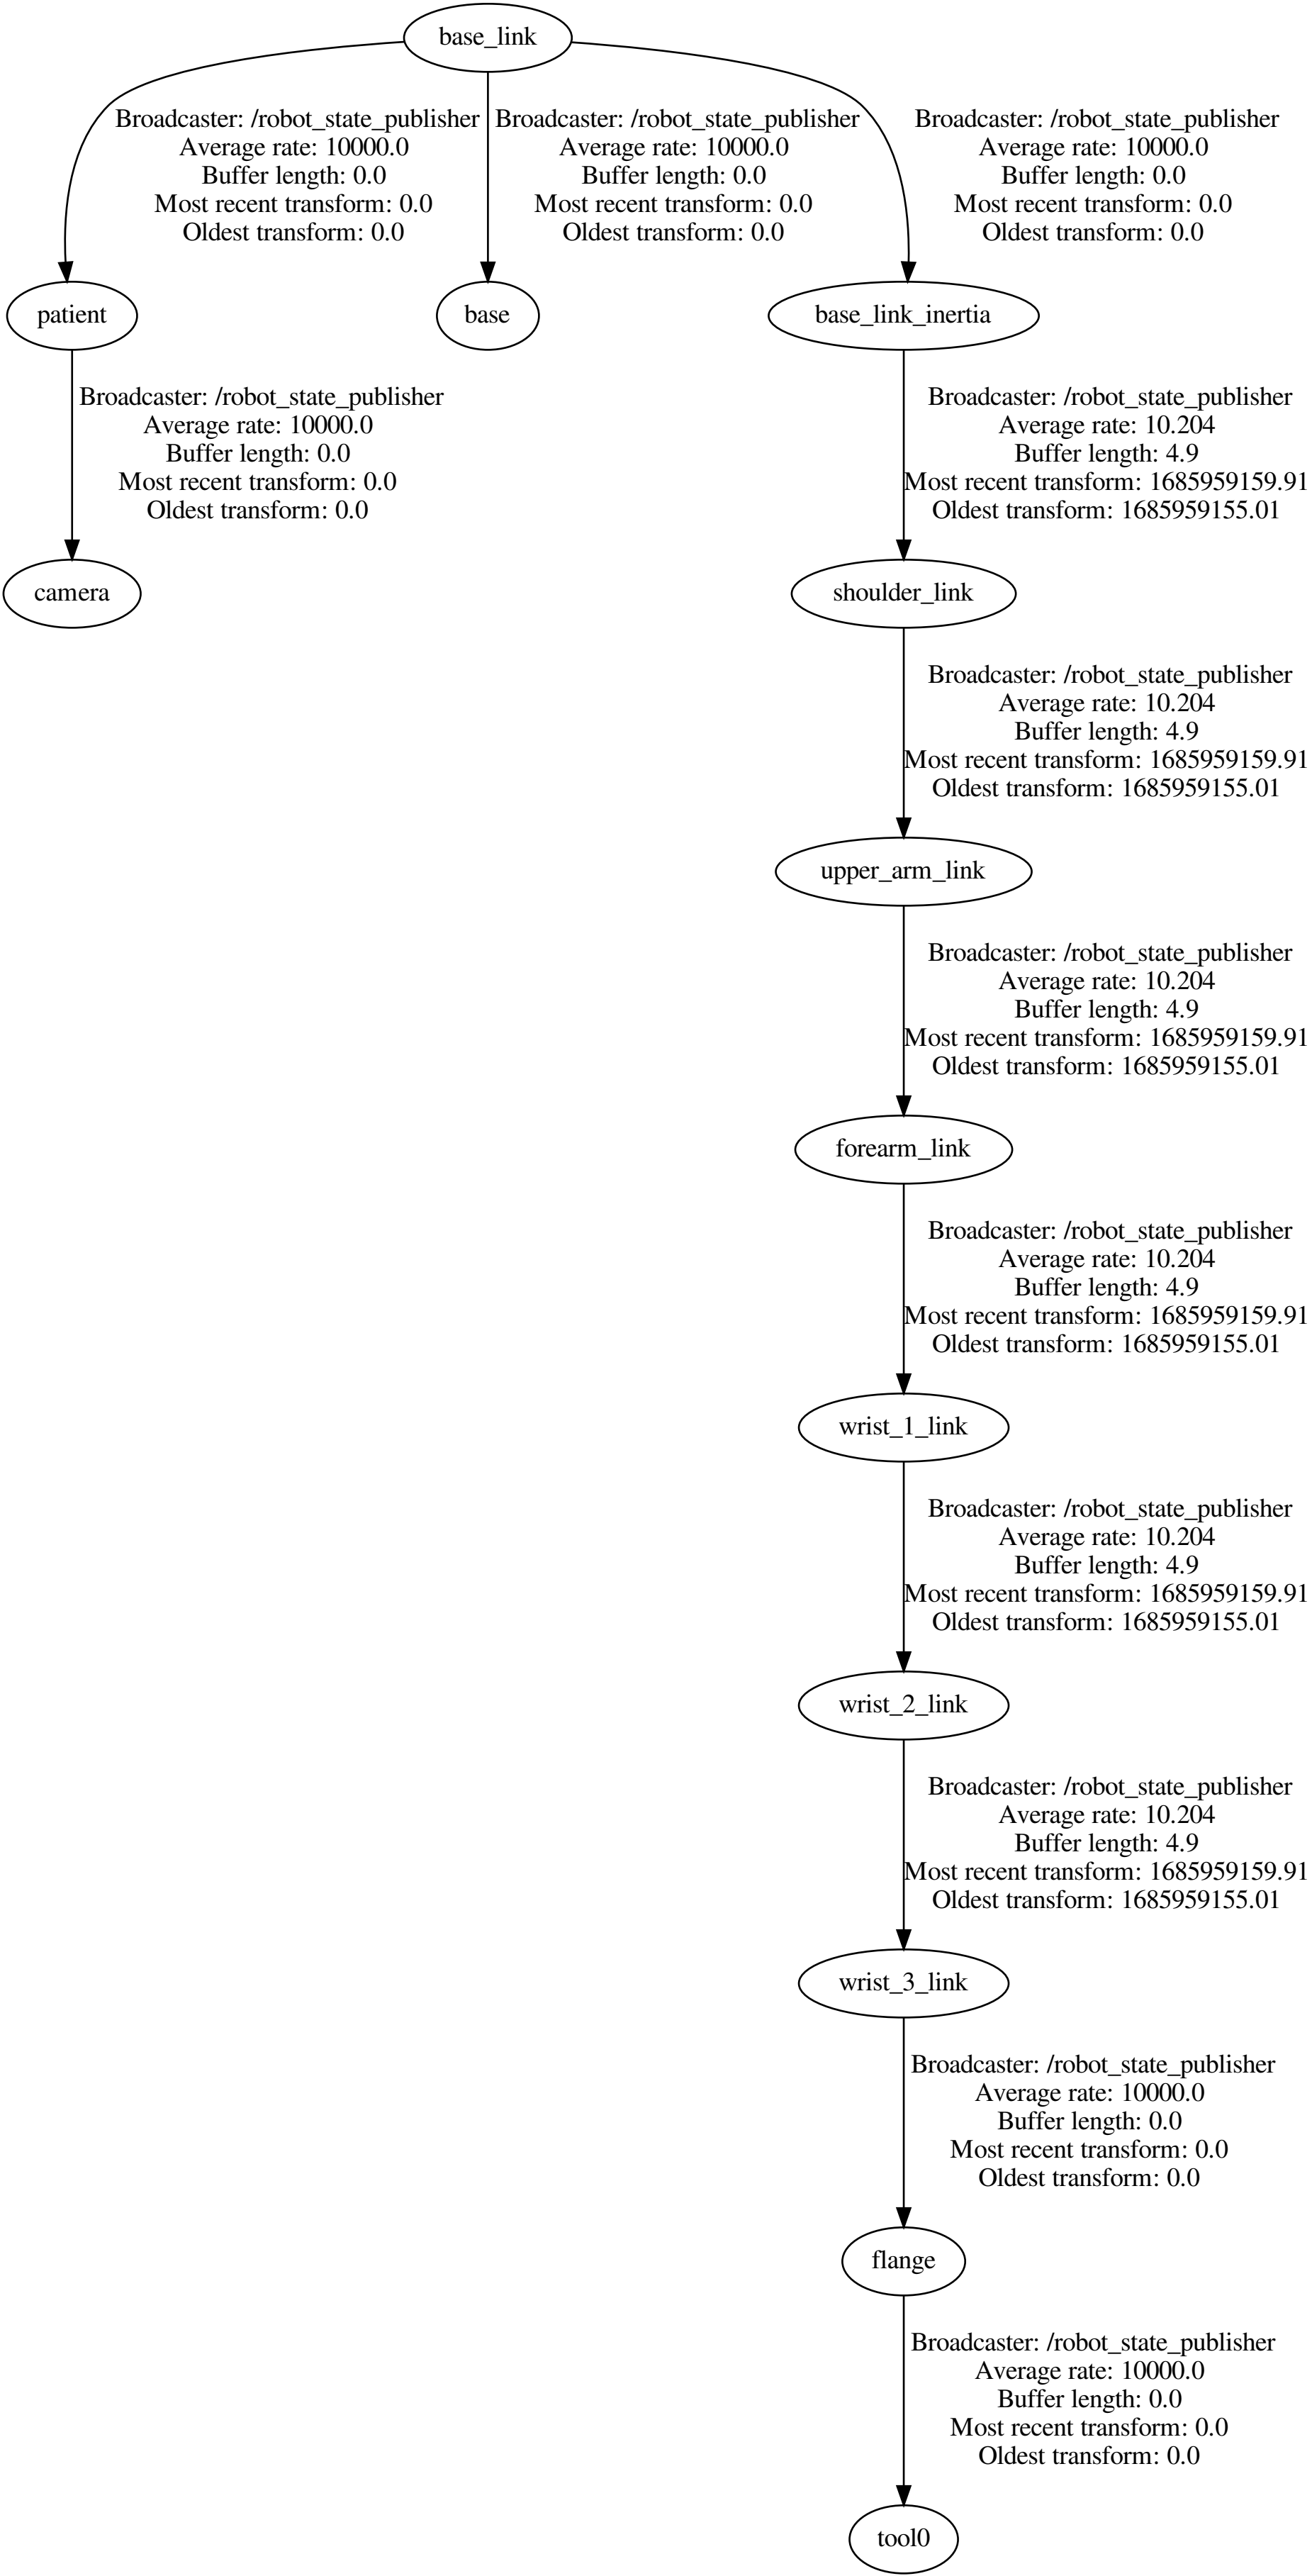 base_link
Broadcaster: /robot_state_publisher
Average rate: 10000.0
Buffer length: 0.0
Most recent transform: 0.0
Oldest transform: 0.0
Broadcaster: /robot_state_publisher
Average rate: 10000.0
Buffer length: 0.0
Most recent transform: 0.0
Oldest transform: 0.0
Broadcaster: /robot_state_publisher
Average rate: 10000.0
Buffer length: 0.0
Most recent transform: 0.0
Oldest transform: 0.0
patient
base
base_link_inertia
Broadcaster: /robot_state_publisher
Average rate: 10000.0
Buffer length: 0.0
Most recent transform: 0.0
Oldest transform: 0.0
Broadcaster: /robot_state_publisher
Average rate: 10.204
Buffer length: 4.9
Most recent transform: 1685959159.91
Oldest transform: 1685959155.01
camera
shoulder_link
Broadcaster: /robot_state_publisher
Average rate: 10.204
Buffer length: 4.9
Most recent transform: 1685959159.91
Oldest transform: 1685959155.01
upper_arm_link
Broadcaster: /robot_state_publisher
Average rate: 10.204
Buffer length: 4.9
Most recent transform: 1685959159.91
Oldest transform: 1685959155.01
forearm_link
Broadcaster: /robot_state_publisher
Average rate: 10.204
Buffer length: 4.9
Most recent transform: 1685959159.91
Oldest transform: 1685959155.01
wrist_1_link
Broadcaster: /robot_state_publisher
Average rate: 10.204
Buffer length: 4.9
Most recent transform: 1685959159.91
Oldest transform: 1685959155.01
wrist_2_link
Broadcaster: /robot_state_publisher
Average rate: 10.204
Buffer length: 4.9
Most recent transform: 1685959159.91
Oldest transform: 1685959155.01
wrist_3_link
Broadcaster: /robot_state_publisher
Average rate: 10000.0
Buffer length: 0.0
Most recent transform: 0.0
Oldest transform: 0.0
flange
Broadcaster: /robot_state_publisher
Average rate: 10000.0
Buffer length: 0.0
Most recent transform: 0.0
Oldest transform: 0.0
tool0